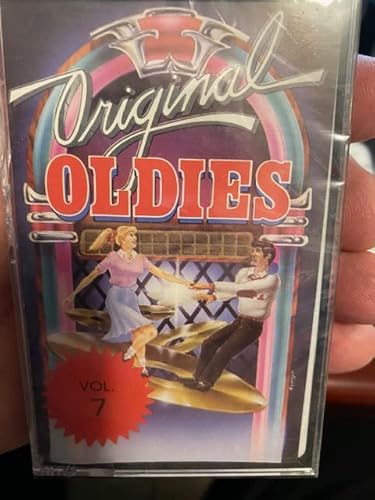 Original
OLDIES
VOL.
7